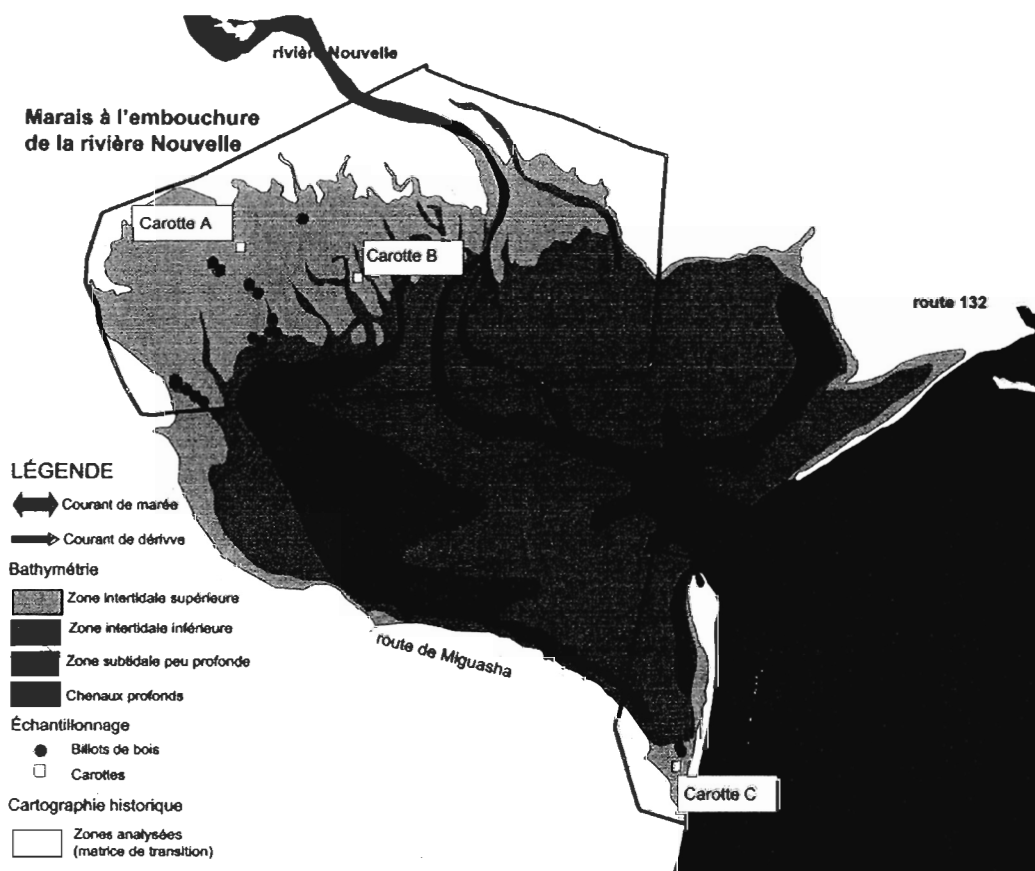 rivière Nouvelle
Marais à l'embouchure
de la rivière Nouvelle
Carotte A
Carotte B
route 132
LÉGENDE
Courant de marée
Courant de dérivve
Bathymétrie
Zone intertidale supérieure
Zone intertidale inférieure
Zone subtidale peu profonde
Chenaux profonds
route de Miguasha
Échantillonnage
Billots de bois
Carottes
Carotte C
Cartographie historique
Zones analysées
(matrice de transition)